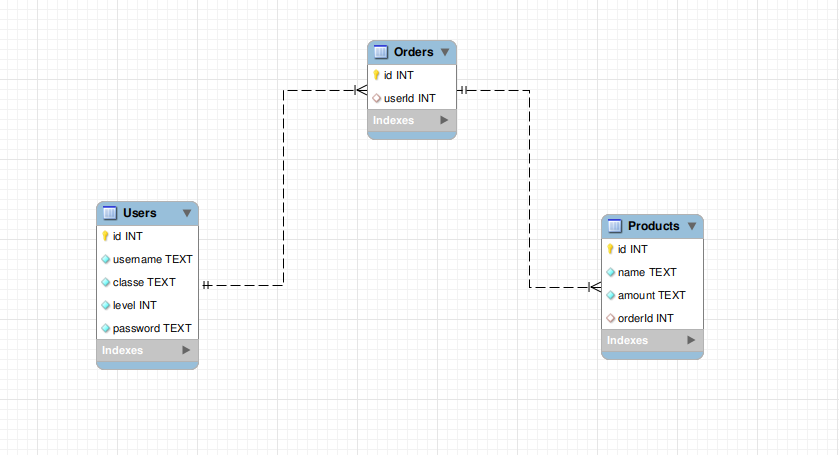 Orders
id INT
userId INT
Indexes
Users
id INT
username TEXT
classe TEXT
level INT
password TEXT
Indexes
Products
id INT
name TEXT
amount TEXT
orderId INT
Indexes